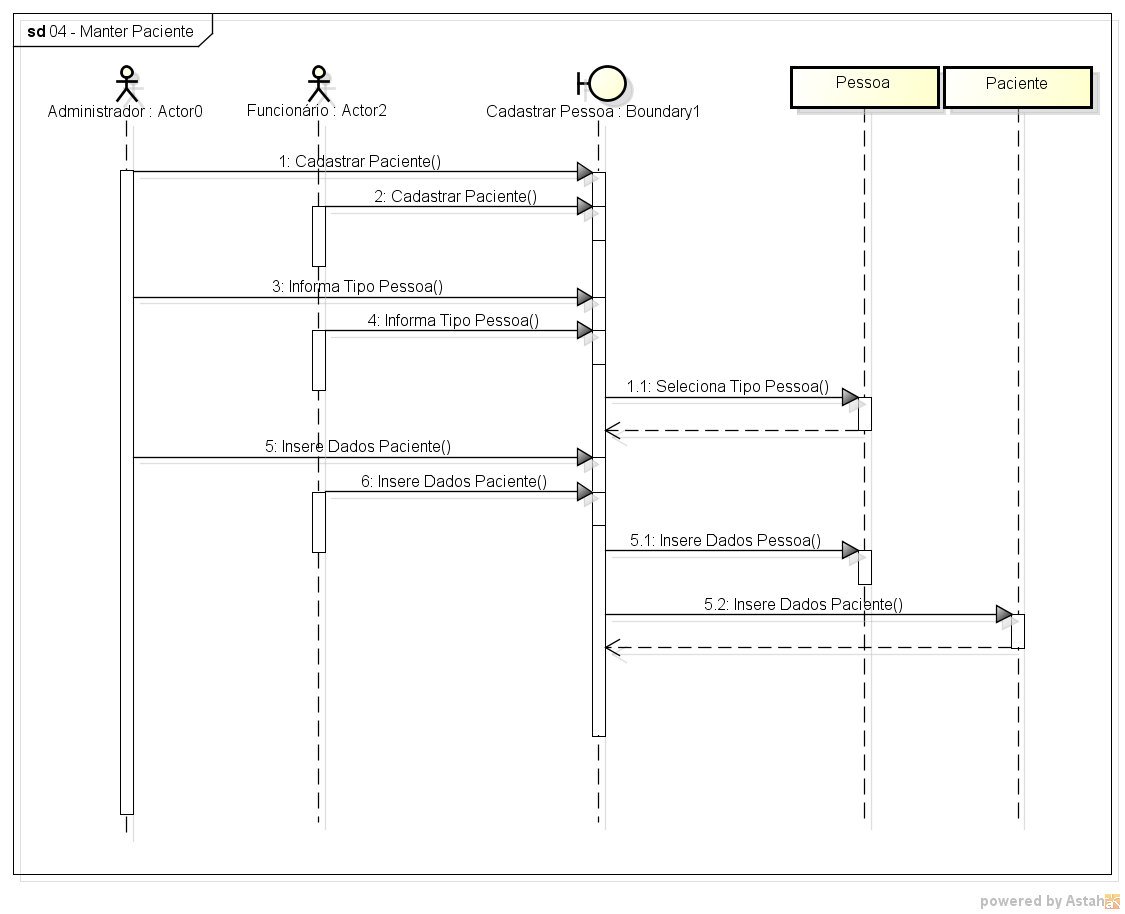 sd 04 - Manter Paciente
Administrador : Actor0
Funcionário : Actor2
Cadastrar Pessoa : Boundary1
Pessoa
Paciente
1: Cadastrar Paciente()
2: Cadastrar Paciente()
3: Informa Tipo Pessoa()
4: Informa Tipo Pessoa()
1.1: Seleciona Tipo Pessoa()
5: Insere Dados Paciente()
6: Insere Dados Paciente()
5.1: Insere Dados Pessoa()
5.2: Insere Dados Paciente()
powered by Astah